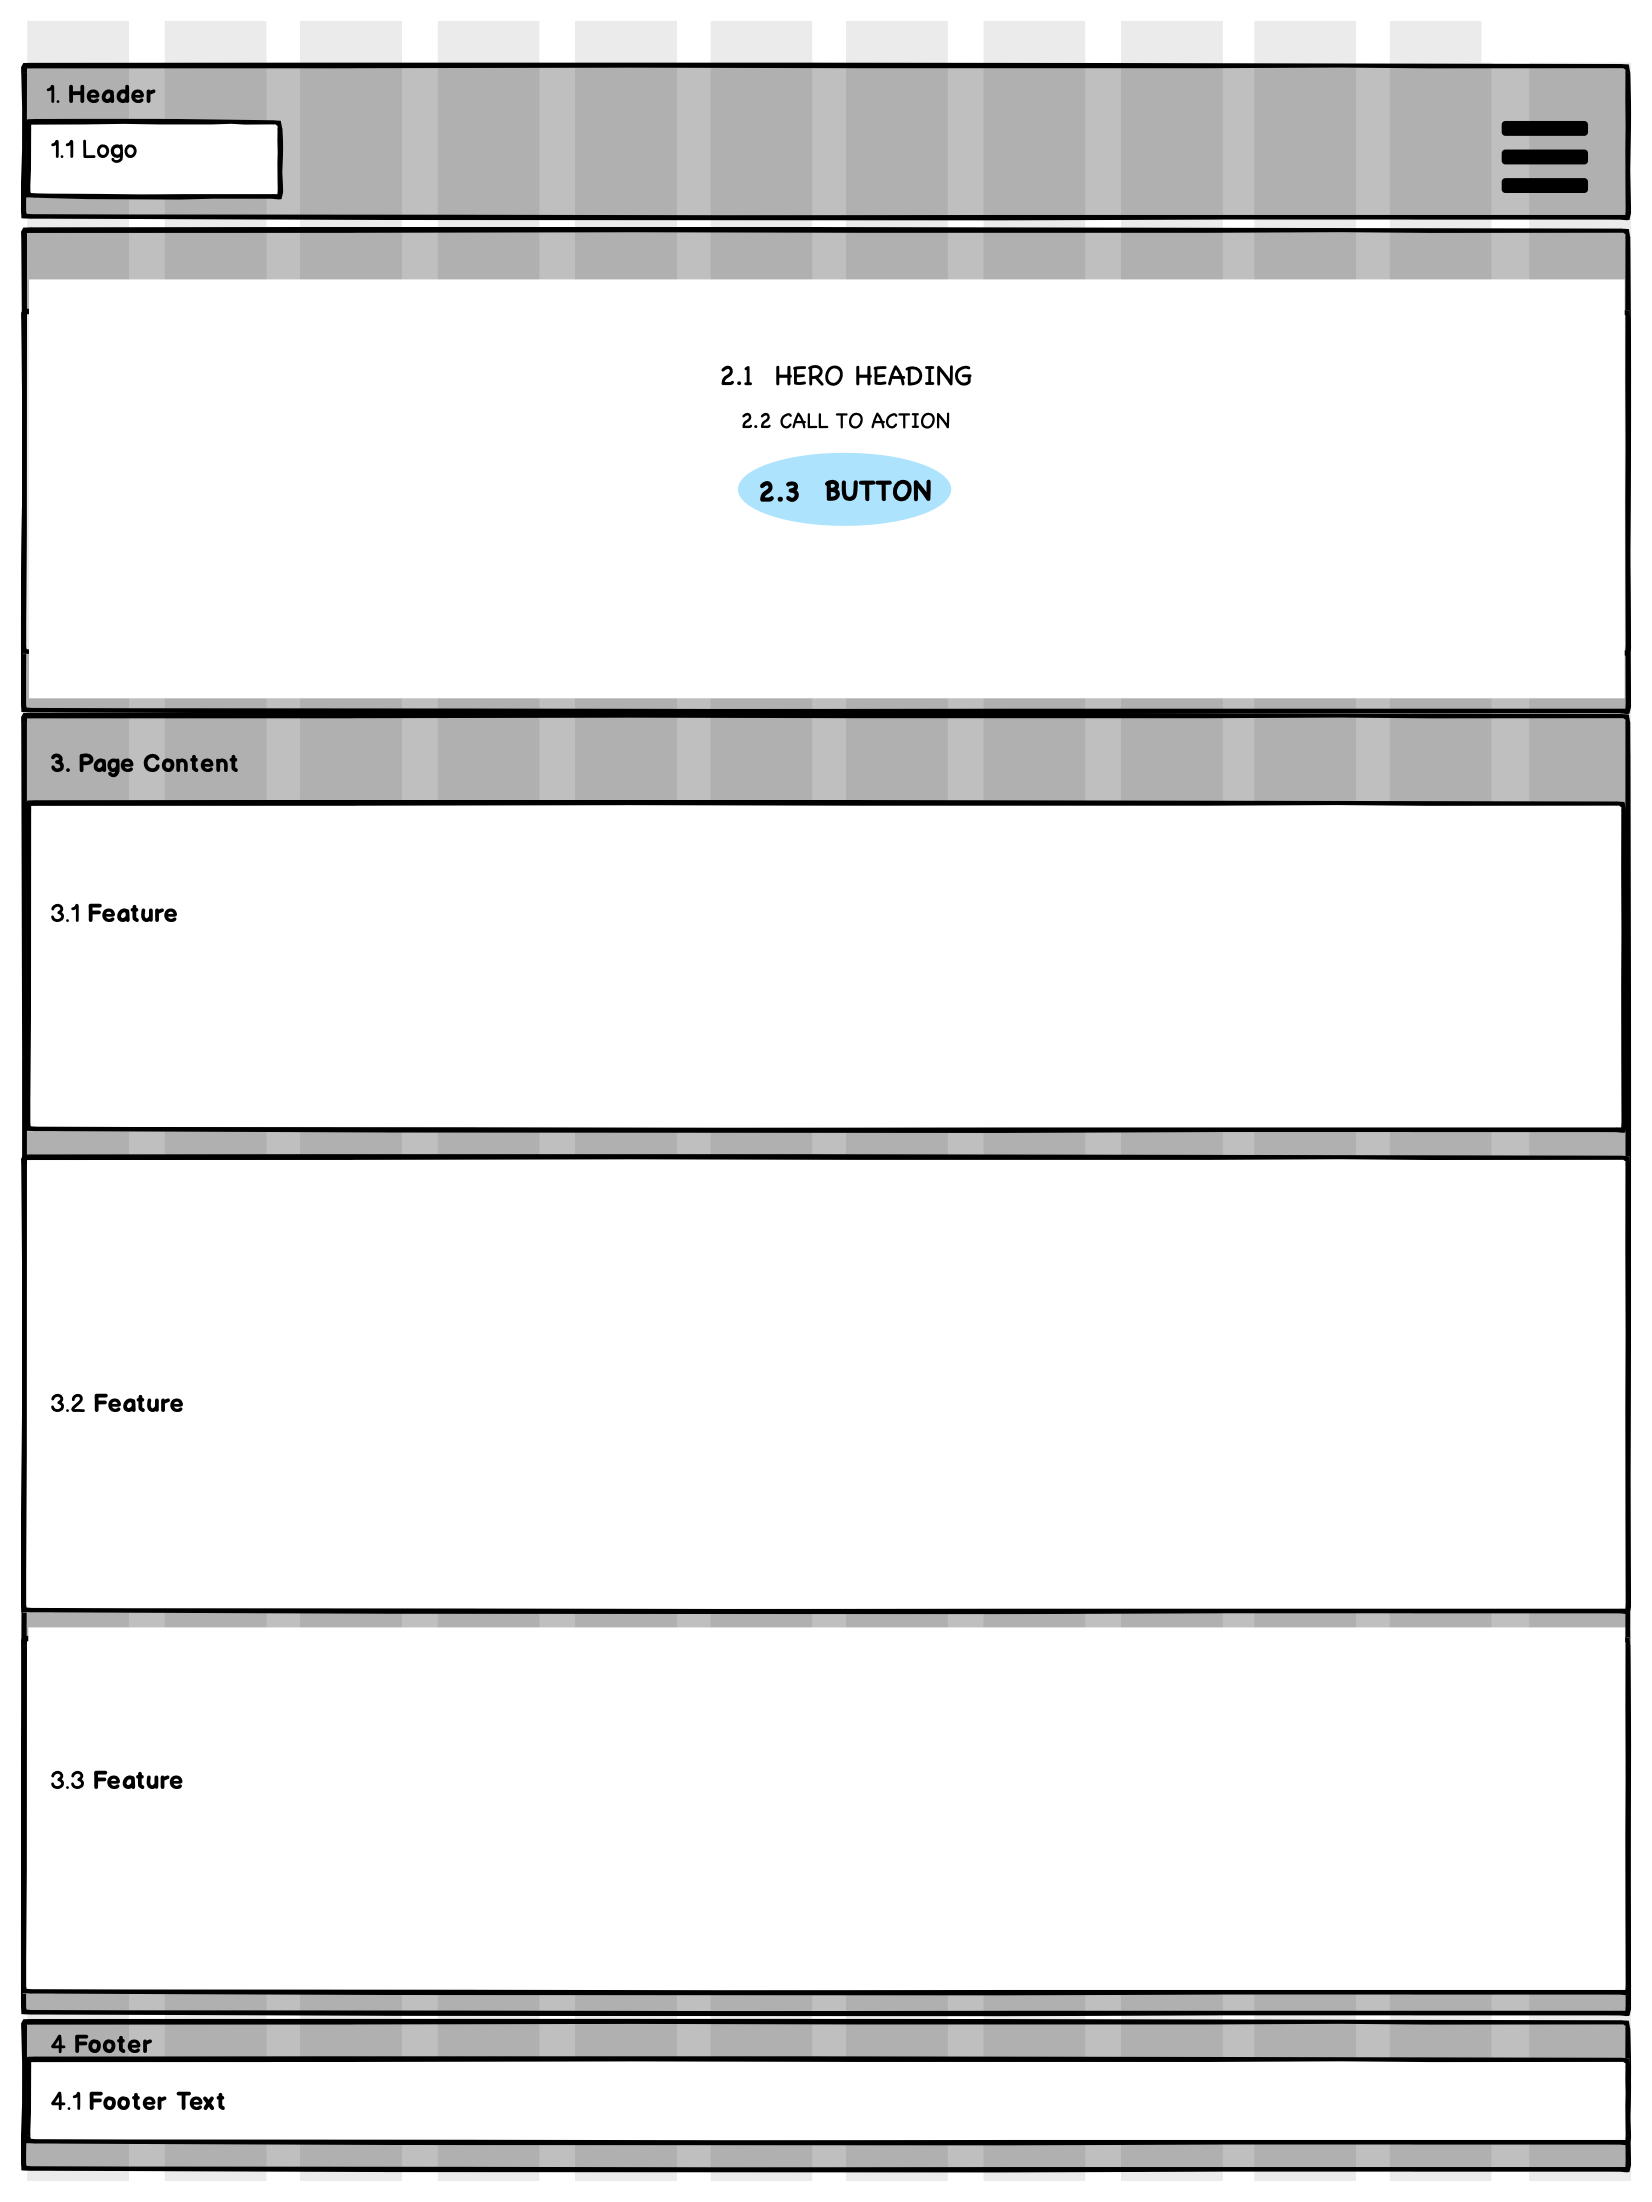 1. Header
1.1 Logo
2.1 HERO HEADING
2.2 CALL TO ACTION
2.3 BUTTON
3. Page Content
3.1 Feature
3.2 Feature
3.3 Feature
4 Footer
4.1 Footer Text